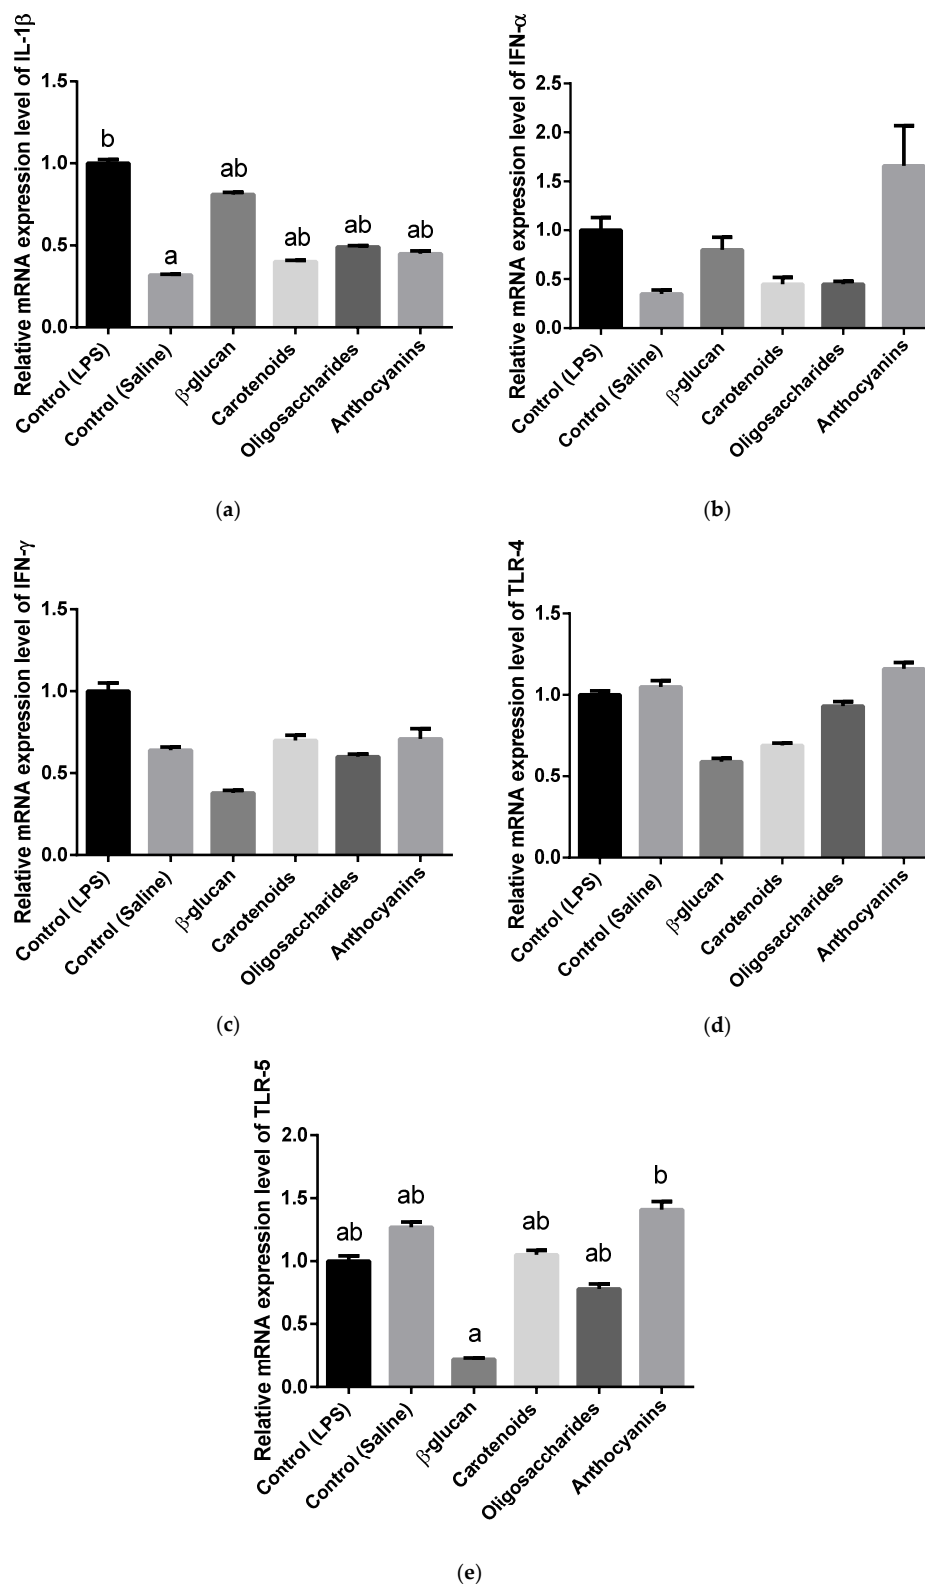 Relative mRNA expression level of IL-1β
1.5
1.0
0.5
0.0
b
a
ab
ab
ab
ab
Control (LPS)
Control (Saline)
β-glucan
Carotenoids
Oligosaccharides
Anthocyanins
(a)
Relative mRNA expression level of IFN-α
2.5
2.0
1.5
1.0
0.5
0.0
Control (LPS)
Control (Saline)
β-glucan
Carotenoids
Oligosaccharides
Anthocyanins
(b)
Relative mRNA expression level of IFN-γ
1.5
1.0
0.5
0.0
Control (LPS)
Control (Saline)
β-glucan
Carotenoids
Oligosaccharides
Anthocyanins
(c)
Relative mRNA expression level of TLR-4
1.5
1.0
0.5
0.0
Control (LPS)
Control (Saline)
β-glucan
Carotenoids
Oligosaccharides
Anthocyanins
(d)
Relative mRNA expression level of TLR-5
2.0
1.5
1.0
0.5
0.0
ab
ab
a
ab
ab
b
Control (LPS)
Control (Saline)
β-glucan
Carotenoids
Oligosaccharides
Anthocyanins
(e)